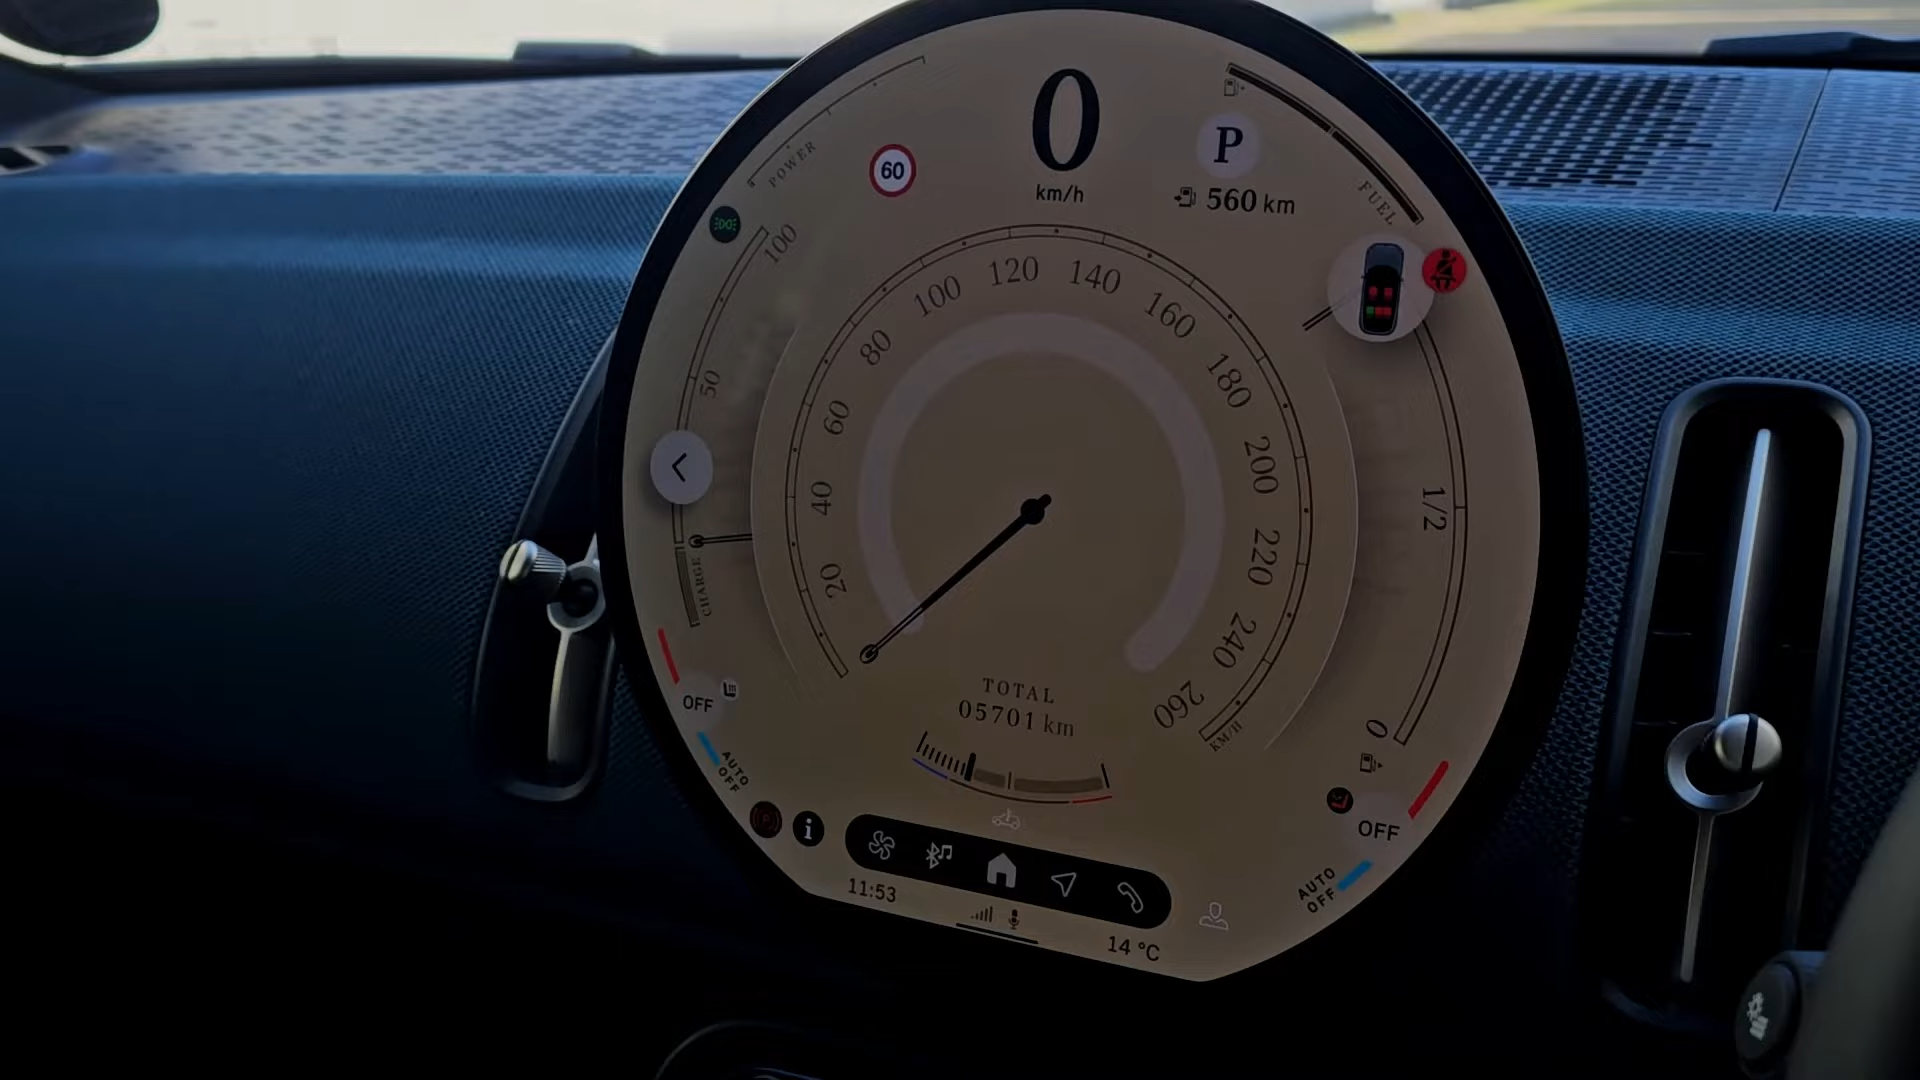 0
km/h
P
560 km
60
POWER
FUEL
100
50
CHARGE
20
40
60
80
100
120
140
160
180
200
220
240
260
KM/H
1/2
0
TOTAL
05701 km
OFF
AUTO
OFF
OFF
AUTO
OFF
i
11:53
14 °C